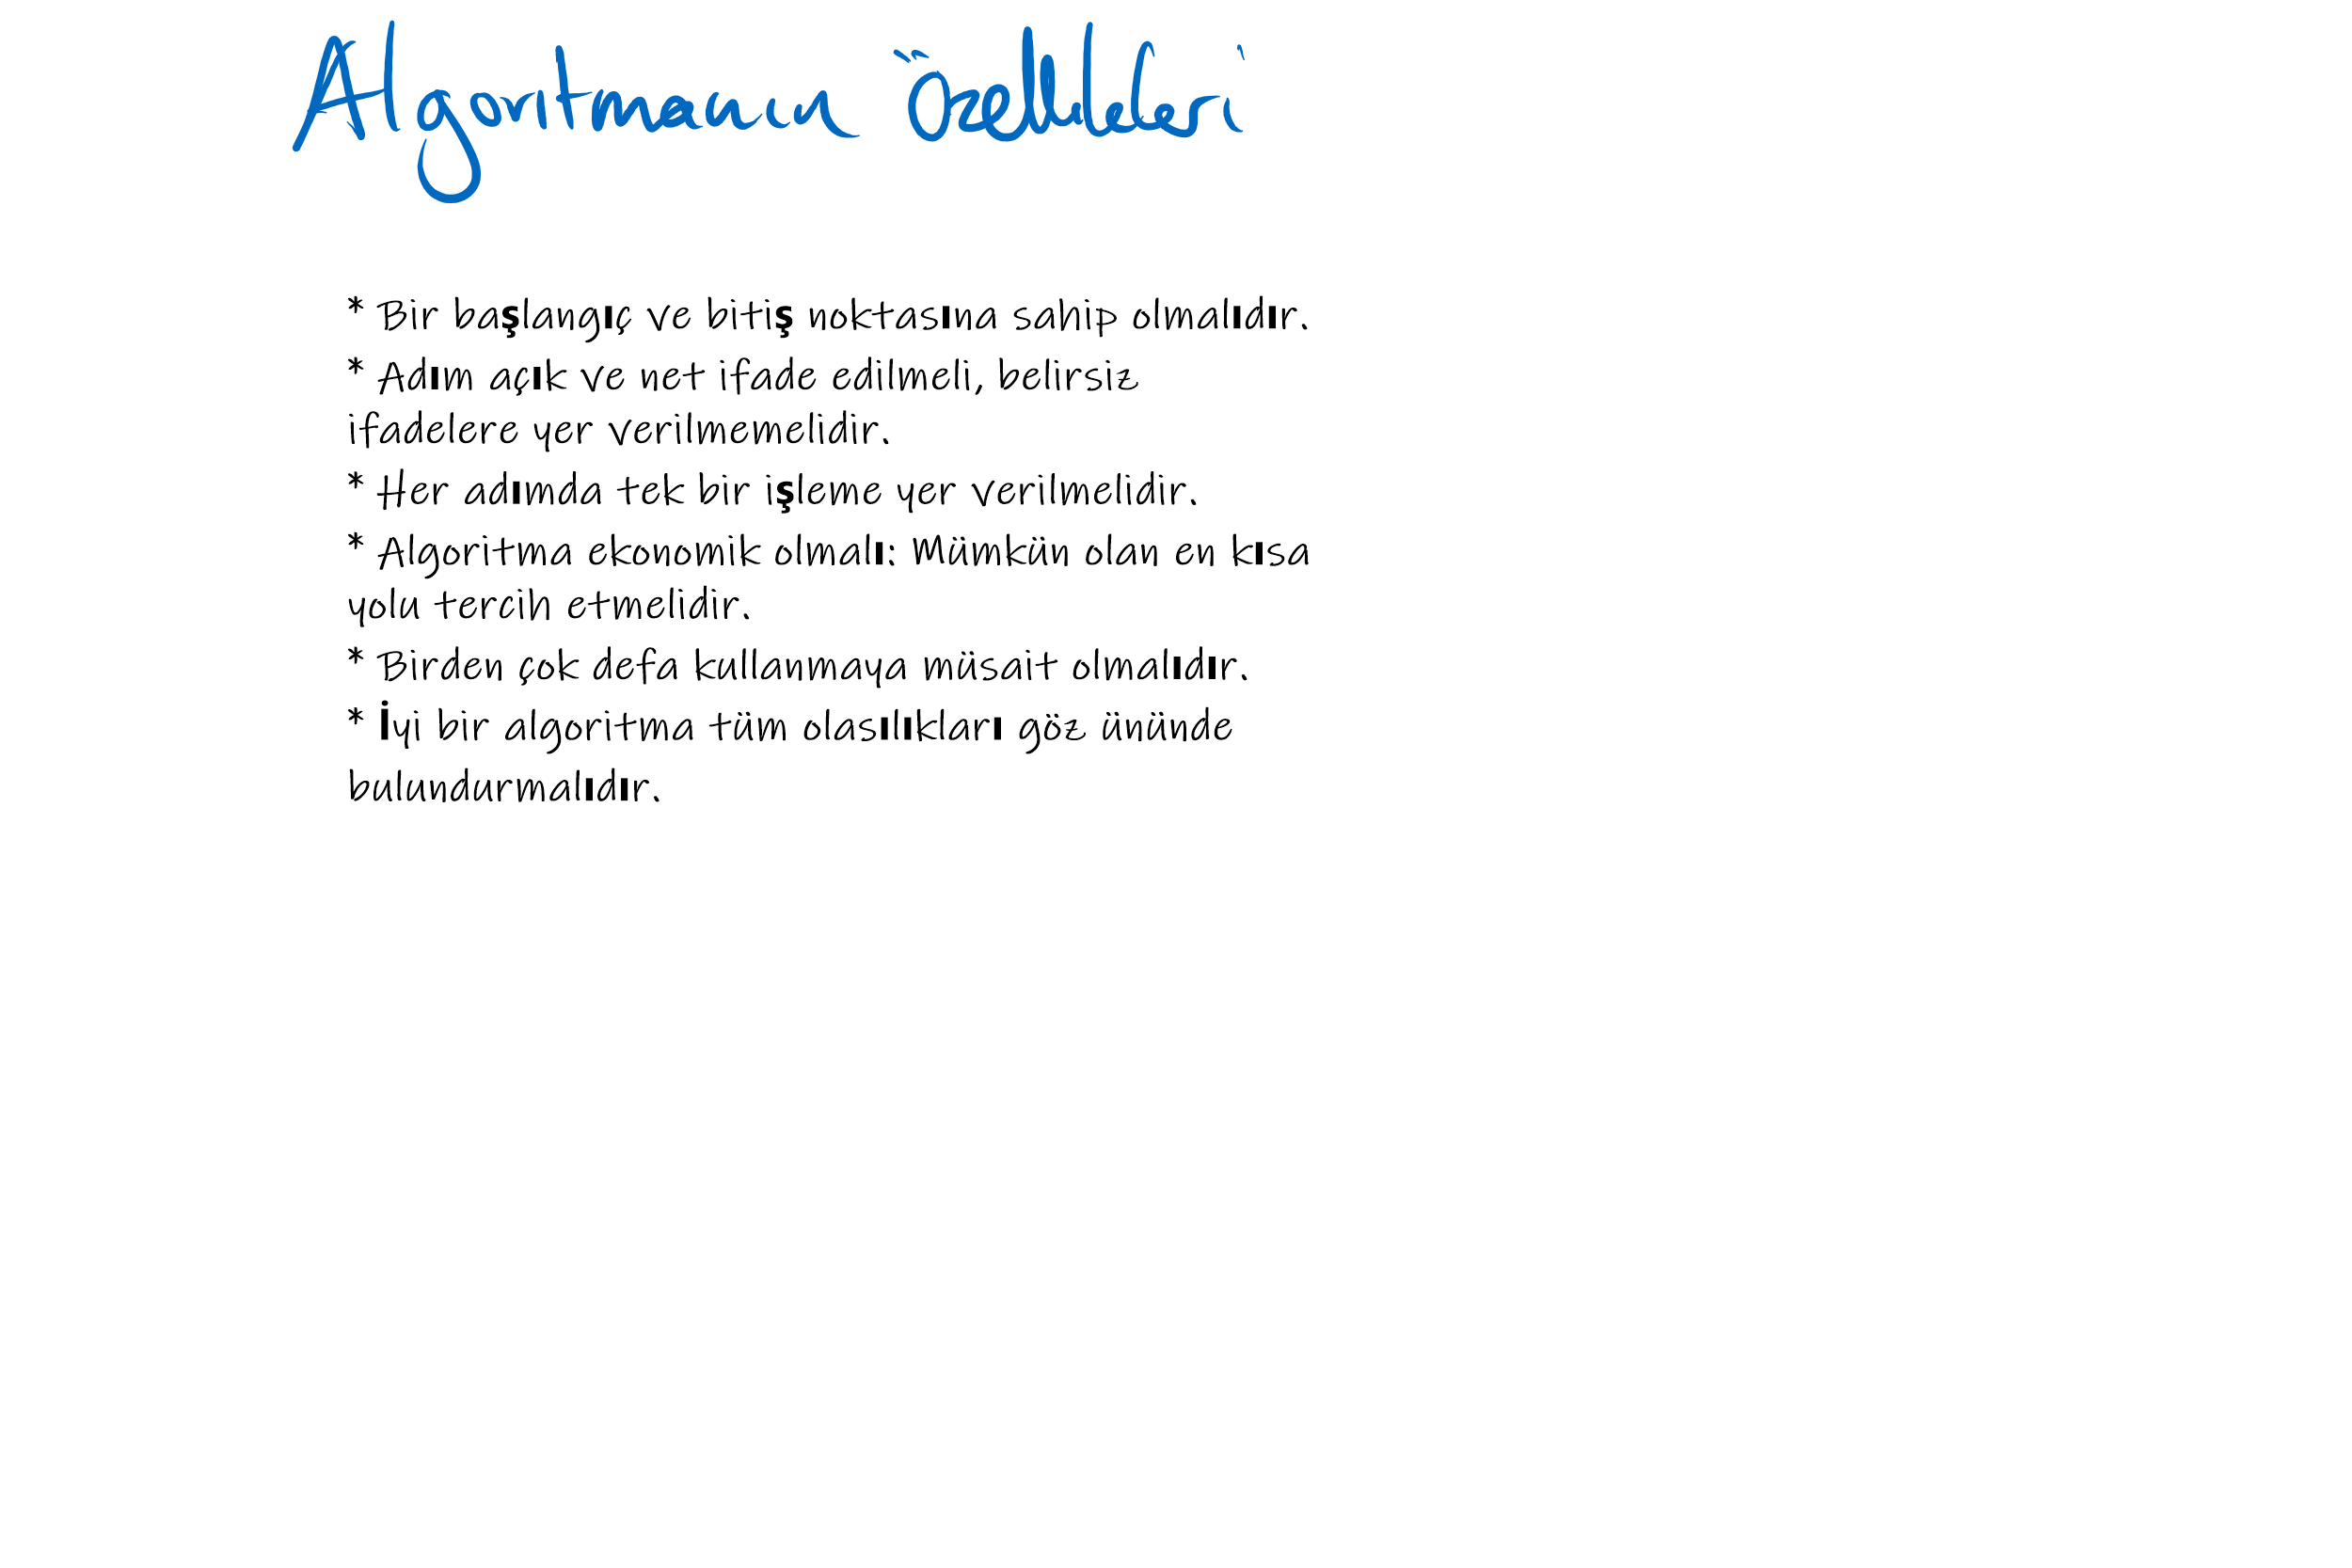 Algoritmanın özellikleri
* Bir başlangıç ve bitiş noktasına sahip olmalıdır.
* Adım açık ve net ifade edilmeli, belirsiz
ifadelere yer verilmemelidir.
* Her adımda tek bir işleme yer verilmelidir.
* Algoritma ekonomik olmalı: Mümkün olan en kısa
yolu tercih etmelidir.
* Birden çok defa kullanmaya müsait olmalıdır.
* İyi bir algoritma tüm olasılıkları göz ününde
bulundurmalıdır.